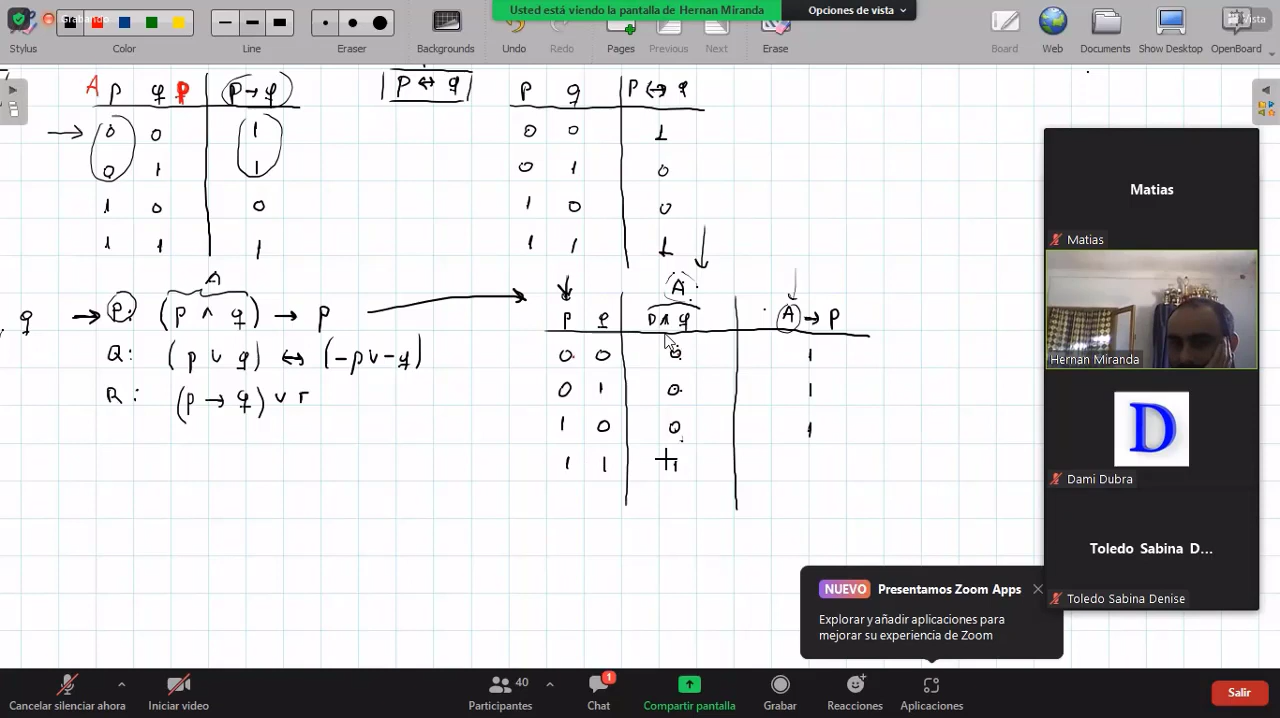 Usted está viendo la pantalla de Hernan Miranda
Opciones de vista
Grabando
Vista
Stylus Color Line Eraser Backgrounds Undo Redo Pages Previous Next Erase Board Web Documents Show Desktop OpenBoard
A p q P p→q
0 0 1
0 1 1
1 0 0
1 1 1
P ↔ q
P q P ↔ q
0 0 1
0 1 0
1 0 0
1 1 1
A
q → P: (p ∧ q) → p
Q: (p ∨ q) ↔ (-p ∨ -q)
R: (p → q) ∨ r
A
P q p ∧ q A → P
0 0 0 1
0 1 0 1
1 0 0 1
1 1 1
Matias
Matias
Hernan Miranda
D
Dami Dubra
Toledo Sabina D...
Toledo Sabina Denise
NUEVO Presentamos Zoom Apps
Explorar y añadir aplicaciones para
mejorar su experiencia de Zoom
40
1
Cancelar silenciar ahora Iniciar video Participantes Chat Compartir pantalla Grabar Reacciones Aplicaciones Salir